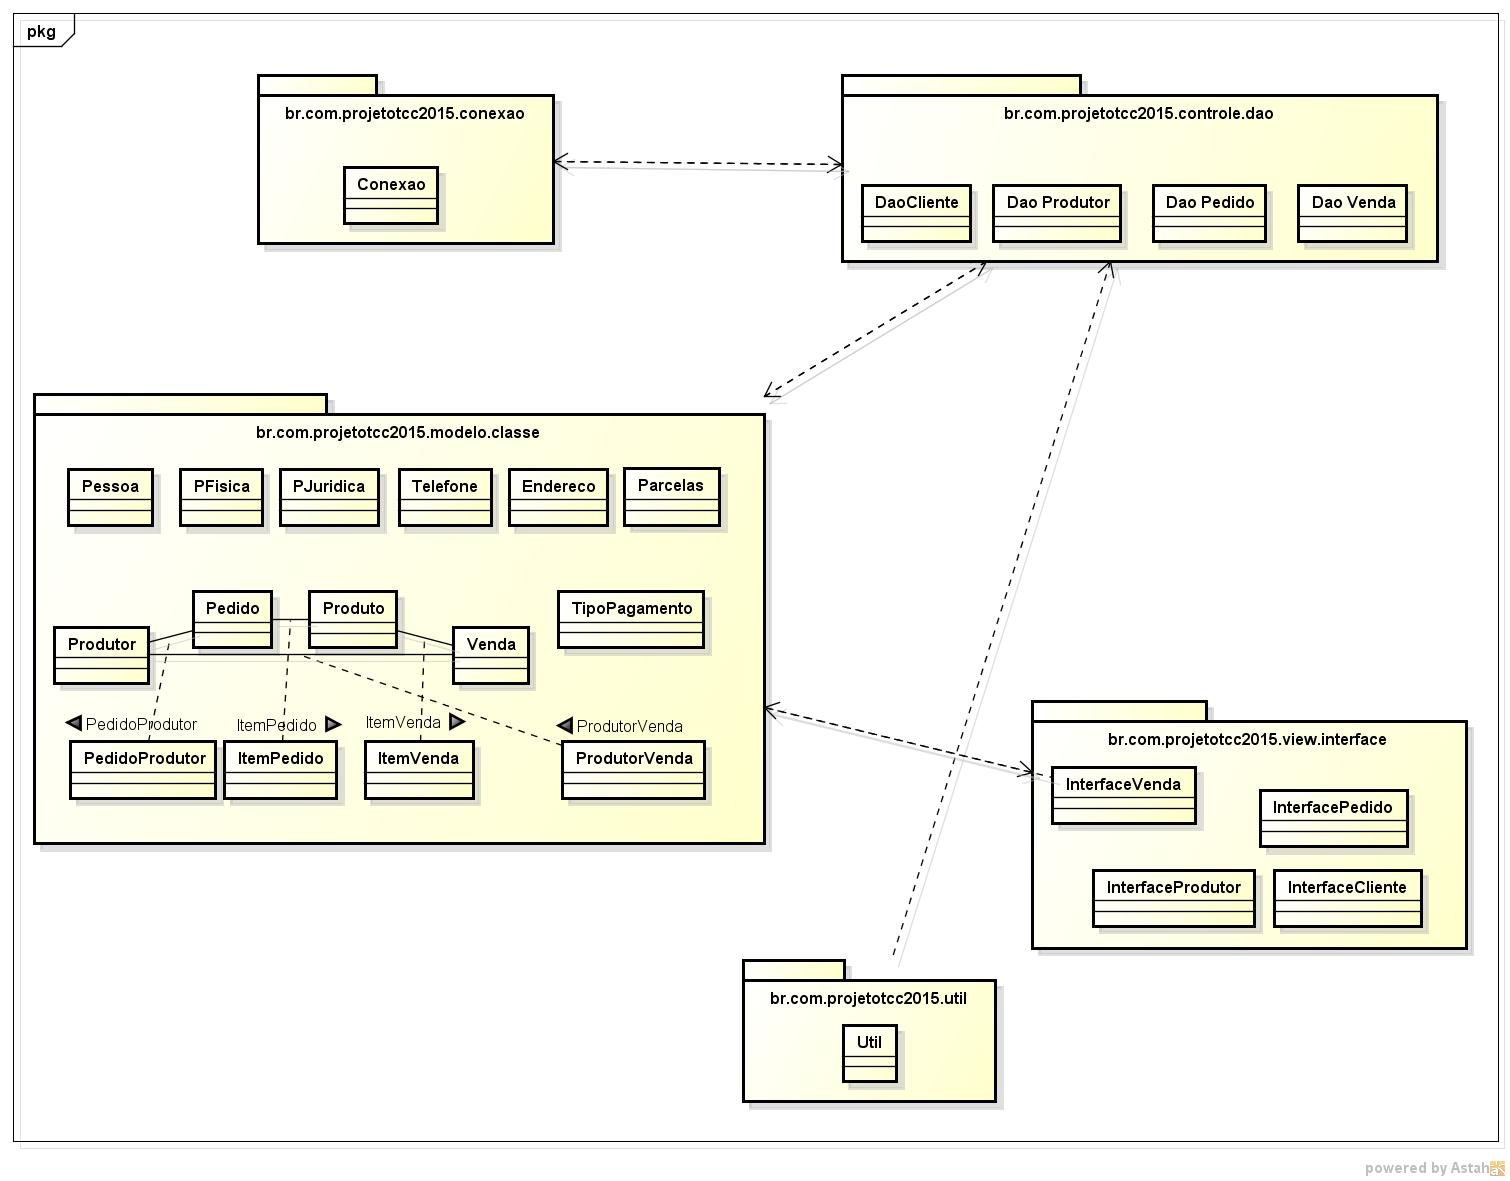 pkg
br.com.projetotcc2015.conexao
Conexao
br.com.projetotcc2015.controle.dao
DaoCliente
Dao Produtor
Dao Pedido
Dao Venda
br.com.projetotcc2015.modelo.classe
Pessoa
PFisica
PJuridica
Telefone
Endereco
Parcelas
Pedido
Produto
TipoPagamento
Produtor
Venda
PedidoProdutor
ItemPedido
ItemVenda
ProdutorVenda
PedidoProdutor
ItemPedido
ItemVenda
ProdutorVenda
br.com.projetotcc2015.view.interface
InterfaceVenda
InterfacePedido
InterfaceProdutor
InterfaceCliente
br.com.projetotcc2015.util
Util
powered by Astah